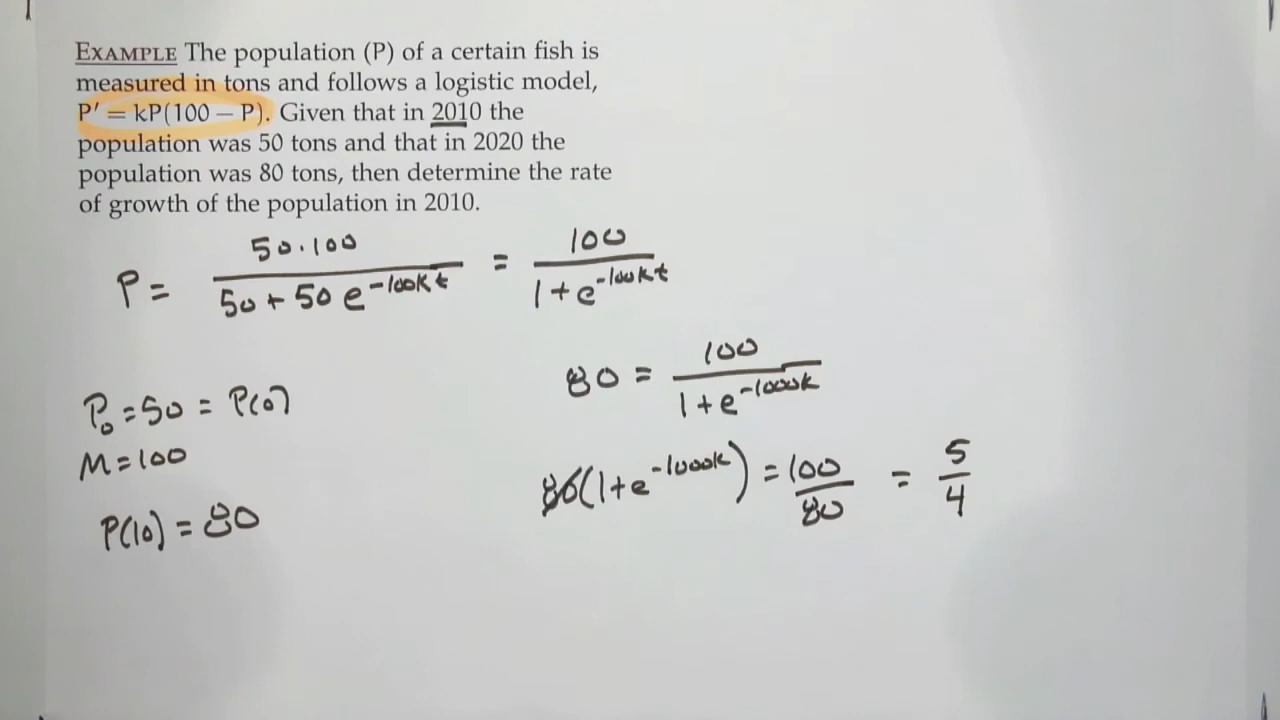 EXAMPLE The population (P) of a certain fish is
measured in tons and follows a logistic model,
P′ = kP(100 − P). Given that in 2010 the
population was 50 tons and that in 2020 the
population was 80 tons, then determine the rate
of growth of the population in 2010.
P = 50·100 / (50 + 50 e^(-100kt)) = 100 / (1 + e^(-100kt))
80 = 100 / (1 + e^(-1000k))
P₀ = 50 = P(0)
M = 100
80(1 + e^(-1000k)) = 100/80 = 5/4
P(10) = 80